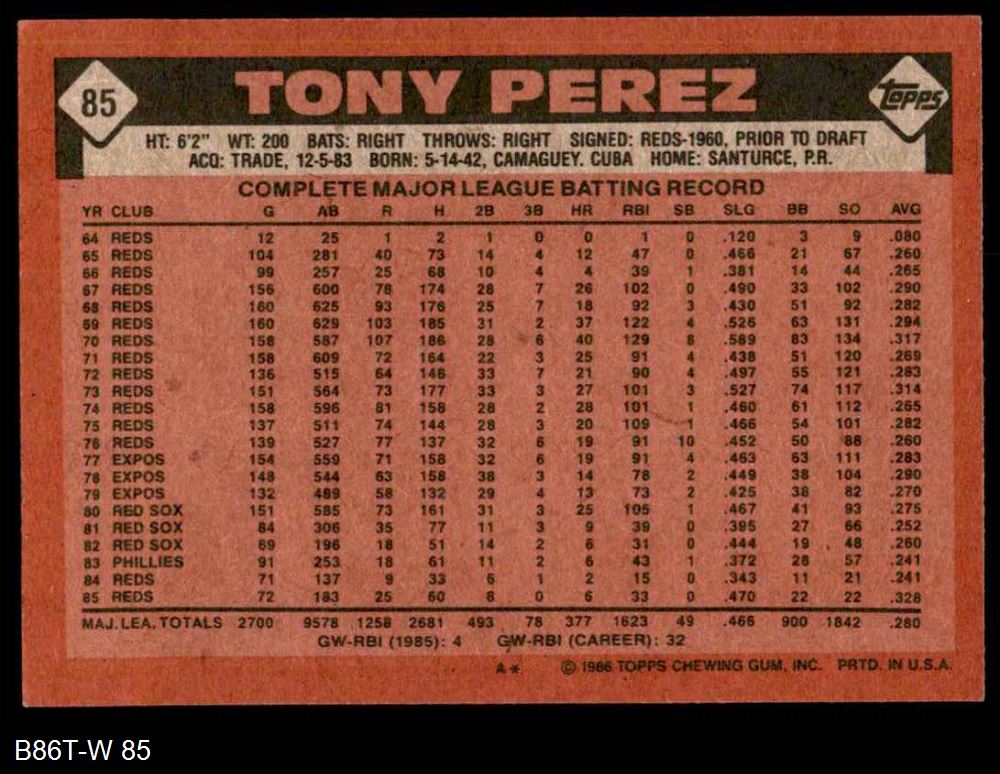 85
TONY PEREZ
Topps
HT: 6'2" WT: 200 BATS: RIGHT THROWS: RIGHT SIGNED: REDS-1960, PRIOR TO DRAFT
ACQ: TRADE, 12-5-83 BORN: 5-14-42, CAMAGUEY. CUBA HOME: SANTURCE, P.R.
COMPLETE MAJOR LEAGUE BATTING RECORD
YR CLUB G AB R H 2B 3B HR RBI SB SLG BB SO AVG
64 REDS 12 25 1 2 1 0 0 1 0 .120 3 9 .080
65 REDS 104 281 40 73 14 4 12 47 0 .466 21 67 .260
66 REDS 99 257 25 68 10 4 4 39 1 .381 14 44 .265
67 REDS 156 600 78 174 28 7 26 102 0 .490 33 102 .290
68 REDS 160 625 93 176 25 7 18 92 3 .430 51 92 .282
69 REDS 160 629 103 185 31 2 37 122 4 .526 63 131 .294
70 REDS 158 587 107 186 28 6 40 129 8 .589 83 134 .317
71 REDS 158 609 72 164 22 3 25 91 4 .438 51 120 .269
72 REDS 136 515 64 146 33 7 21 90 4 .497 55 121 .283
73 REDS 151 564 73 177 33 3 27 101 3 .527 74 117 .314
74 REDS 158 596 81 158 28 2 28 101 1 .460 61 112 .265
75 REDS 137 511 74 144 28 3 20 109 1 .466 54 101 .282
76 REDS 139 527 77 137 32 6 19 91 10 .452 50 88 .260
77 EXPOS 154 559 71 158 32 6 19 91 4 .463 63 111 .283
78 EXPOS 148 544 63 158 38 3 14 78 2 .449 38 104 .290
79 EXPOS 132 489 58 132 29 4 13 73 2 .425 38 82 .270
80 RED SOX 151 585 73 161 31 3 25 105 1 .467 41 93 .275
81 RED SOX 84 306 35 77 11 3 9 39 0 .395 27 66 .252
82 RED SOX 69 196 18 51 14 2 6 31 0 .444 19 48 .260
83 PHILLIES 91 253 18 61 11 2 6 43 1 .372 28 57 .241
84 REDS 71 137 9 33 6 1 2 15 0 .343 11 21 .241
85 REDS 72 183 25 60 8 0 6 33 0 .470 22 22 .328
MAJ. LEA. TOTALS 2700 9578 1258 2681 493 78 377 1623 49 .466 900 1842 .280
GW-RBI (1985): 4 GW-RBI (CAREER): 32
A* © 1986 TOPPS CHEWING GUM, INC. PRTD. IN U.S.A.
B86T-W 85